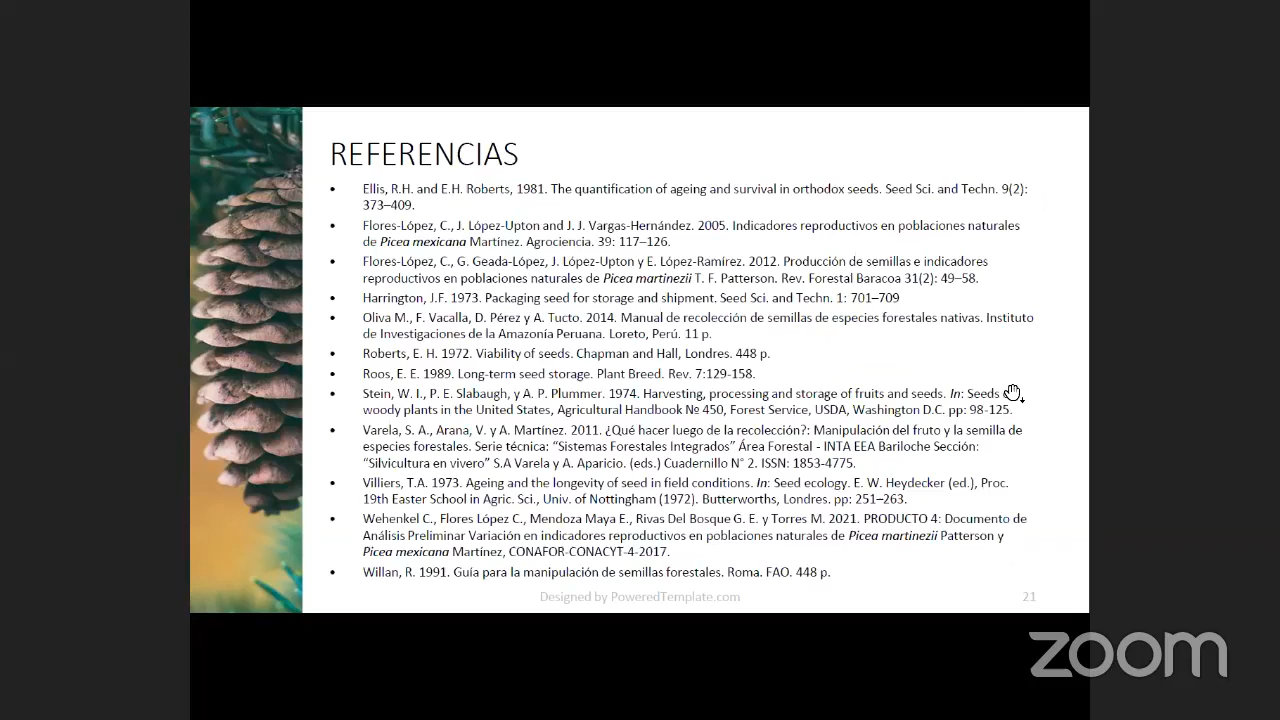 REFERENCIAS
• Ellis, R.H. and E.H. Roberts, 1981. The quantification of ageing and survival in orthodox seeds. Seed Sci. and Techn. 9(2):
373–409.
• Flores-López, C., J. López-Upton and J. J. Vargas-Hernández. 2005. Indicadores reproductivos en poblaciones naturales
de Picea mexicana Martínez. Agrociencia. 39: 117–126.
• Flores-López, C., G. Geada-López, J. López-Upton y E. López-Ramírez. 2012. Producción de semillas e indicadores
reproductivos en poblaciones naturales de Picea martinezii T. F. Patterson. Rev. Forestal Baracoa 31(2): 49–58.
• Harrington, J.F. 1973. Packaging seed for storage and shipment. Seed Sci. and Techn. 1: 701–709
• Oliva M., F. Vacalla, D. Pérez y A. Tucto. 2014. Manual de recolección de semillas de especies forestales nativas. Instituto
de Investigaciones de la Amazonía Peruana. Loreto, Perú. 11 p.
• Roberts, E. H. 1972. Viability of seeds. Chapman and Hall, Londres. 448 p.
• Roos, E. E. 1989. Long-term seed storage. Plant Breed. Rev. 7:129-158.
• Stein, W. I., P. E. Slabaugh, y A. P. Plummer. 1974. Harvesting, processing and storage of fruits and seeds. In: Seeds
woody plants in the United States, Agricultural Handbook № 450, Forest Service, USDA, Washington D.C. pp: 98-125.
• Varela, S. A., Arana, V. y A. Martínez. 2011. ¿Qué hacer luego de la recolección?: Manipulación del fruto y la semilla de
especies forestales. Serie técnica: “Sistemas Forestales Integrados” Área Forestal - INTA EEA Bariloche Sección:
“Silvicultura en vivero” S.A Varela y A. Aparicio. (eds.) Cuadernillo N° 2. ISSN: 1853-4775.
• Villiers, T.A. 1973. Ageing and the longevity of seed in field conditions. In: Seed ecology. E. W. Heydecker (ed.), Proc.
19th Easter School in Agric. Sci., Univ. of Nottingham (1972). Butterworths, Londres. pp: 251–263.
• Wehenkel C., Flores López C., Mendoza Maya E., Rivas Del Bosque G. E. y Torres M. 2021. PRODUCTO 4: Documento de
Análisis Preliminar Variación en indicadores reproductivos en poblaciones naturales de Picea martinezii Patterson y
Picea mexicana Martínez, CONAFOR-CONACYT-4-2017.
• Willan, R. 1991. Guía para la manipulación de semillas forestales. Roma. FAO. 448 p.
Designed by PoweredTemplate.com 21
zoom